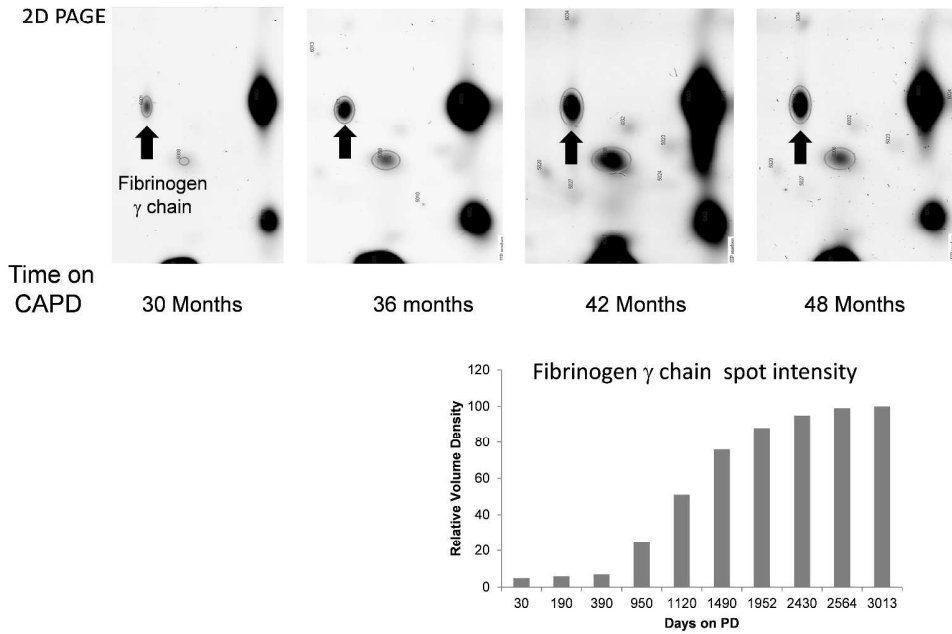 2D PAGE
Fibrinogen
γ chain
Time on
CAPD
30 Months
36 months
42 Months
48 Months
Fibrinogen γ chain spot intensity
Relative Volume Density
120
100
80
60
40
20
0
30 190 390 950 1120 1490 1952 2430 2564 3013
Days on PD